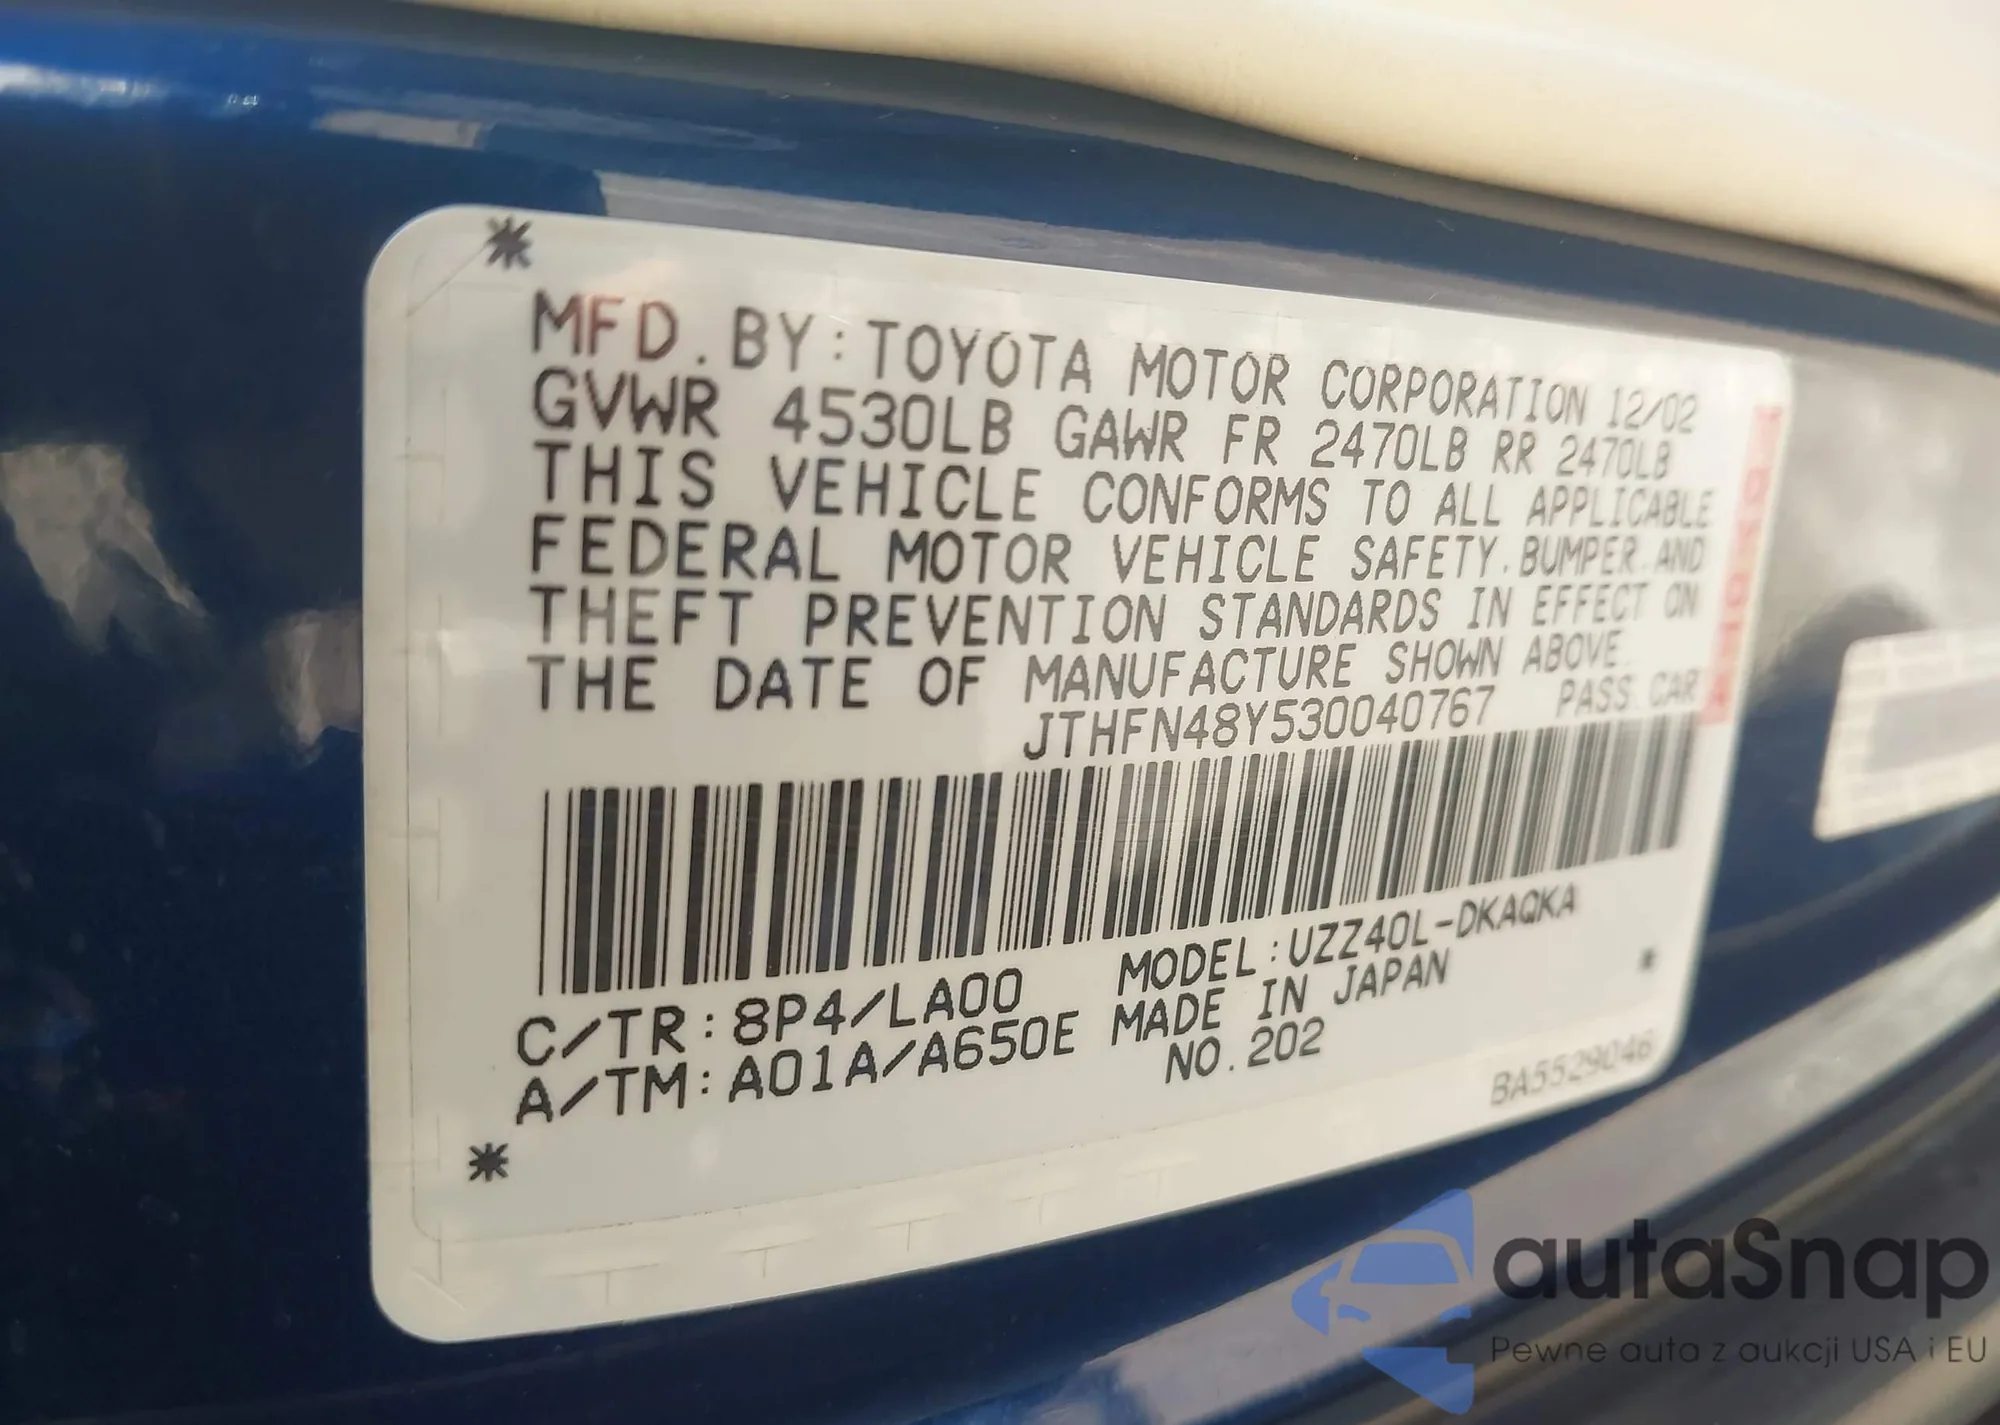 MFD. BY: TOYOTA MOTOR CORPORATION 12/02
GVWR 4530LB GAWR FR 2470LB RR 2470LB
THIS VEHICLE CONFORMS TO ALL APPLICABLE
FEDERAL MOTOR VEHICLE SAFETY, BUMPER AND
THEFT PREVENTION STANDARDS IN EFFECT ON
THE DATE OF MANUFACTURE SHOWN ABOVE.
JTHFN48Y530040767 PASS. CAR
C/TR: 8P4/LA00 MODEL: UZZ40L-DKAQKA
A/TM: A01A/A650E MADE IN JAPAN
NO. 202
BA5529046
autaSnap
Pewne auta z aukcji USA i EU